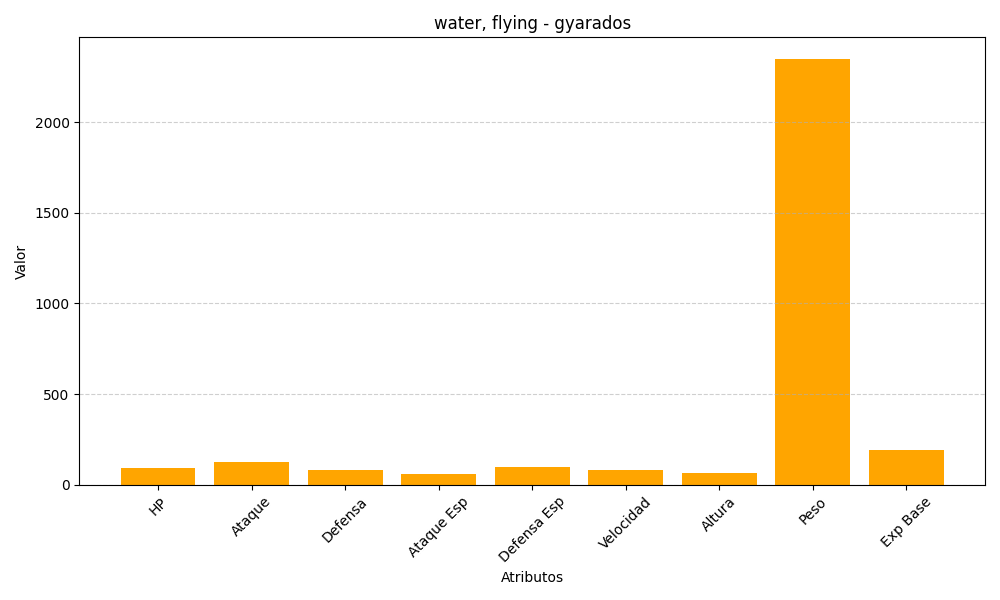 water, flying - gyarados
Valor
2000
1500
1000
500
0
HP
Ataque
Defensa
Ataque Esp
Defensa Esp
Velocidad
Altura
Peso
Exp Base
Atributos